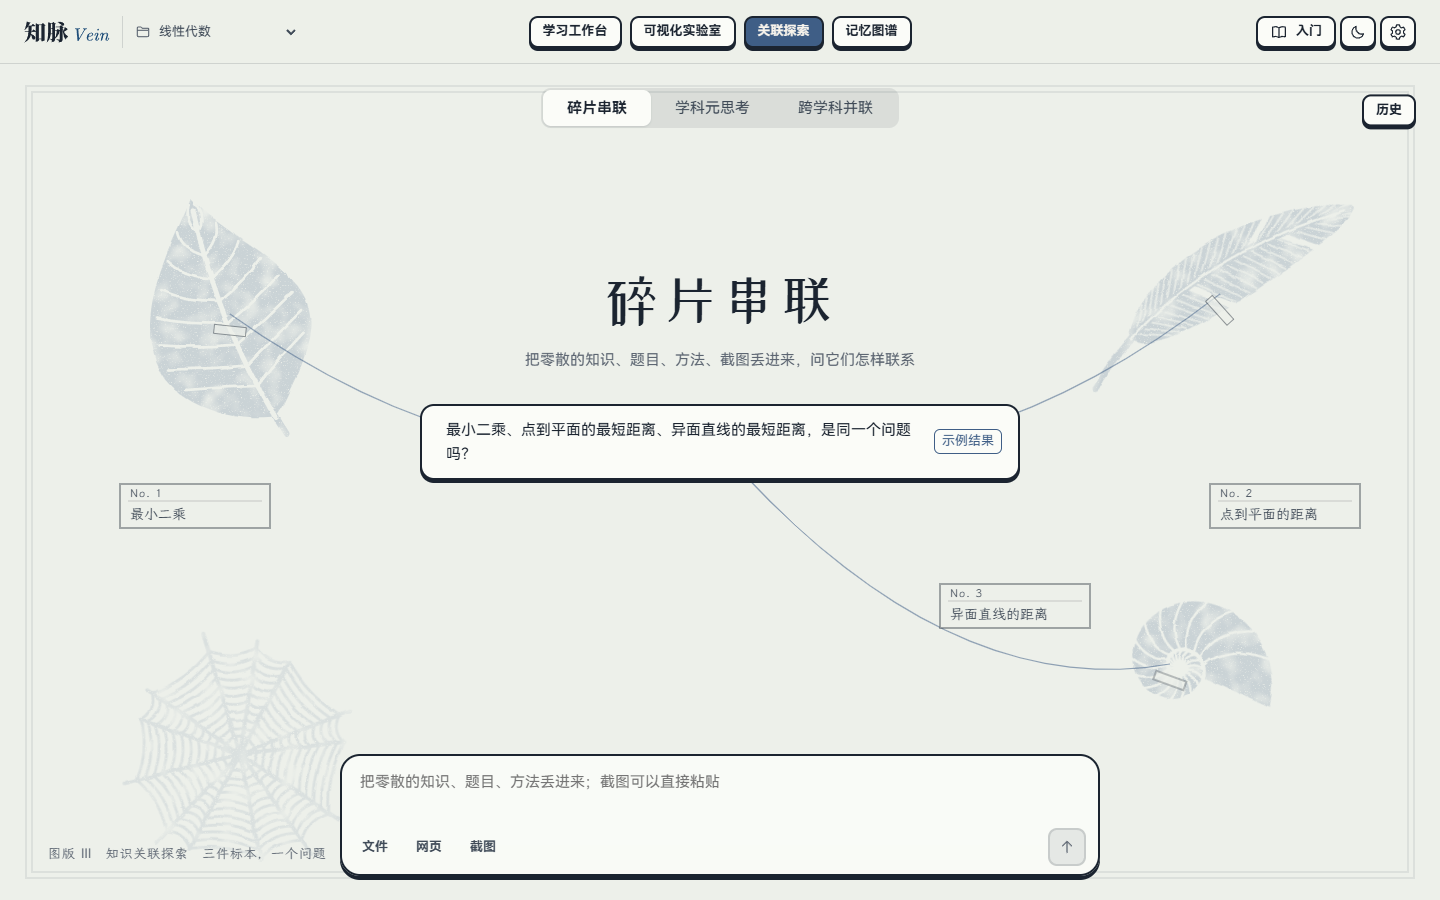 知脉 Vein
线性代数
学习工作台
可视化实验室
关联探索
记忆图谱
入门
碎片串联
学科元思考
跨学科并联
历史
碎片串联
把零散的知识、题目、方法、截图丢进来，问它们怎样联系
最小二乘、点到平面的最短距离、异面直线的最短距离，是同一个问题
吗？
示例结果
No. 1
最小二乘
No. 2
点到平面的距离
No. 3
异面直线的距离
把零散的知识、题目、方法丢进来；截图可以直接粘贴
文件
网页
截图
图版 III 知识关联探索 三件标本，一个问题